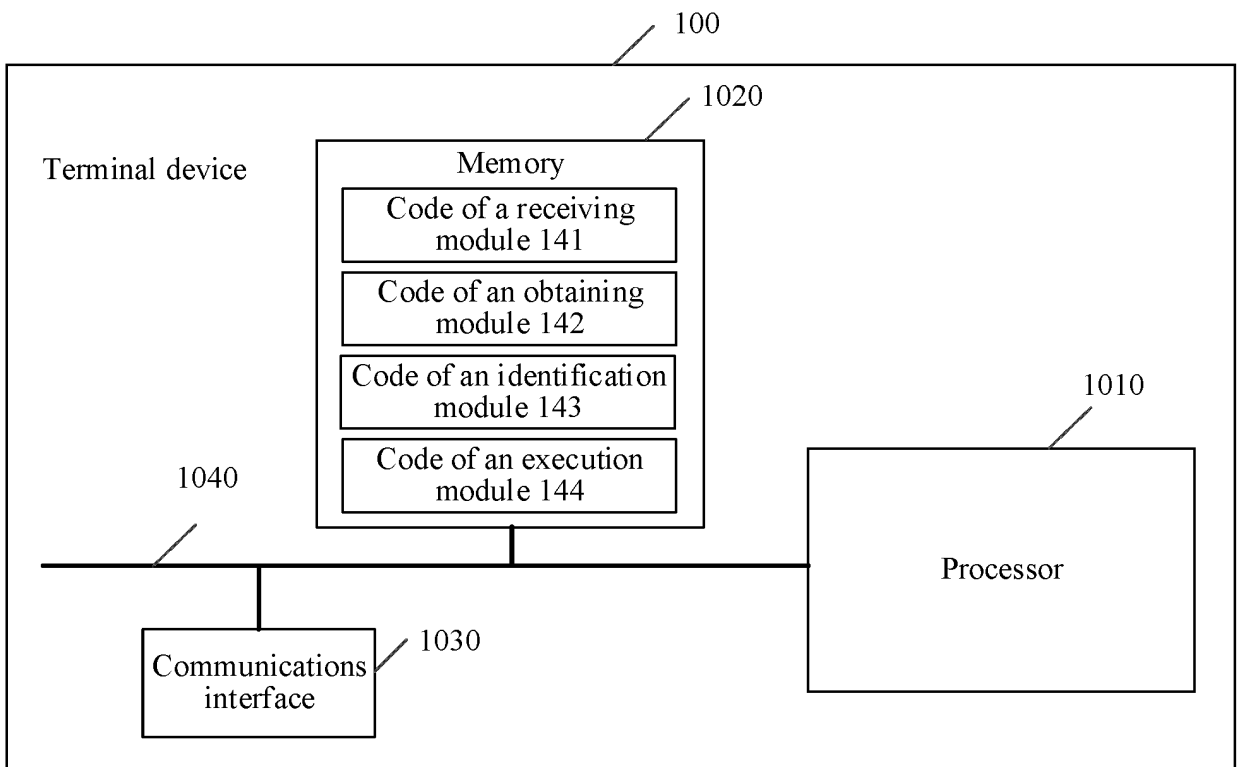 100
1020
Terminal device
Memory
Code of a receiving
module 141
Code of an obtaining
module 142
Code of an identification
module 143
Code of an execution
module 144
1010
1040
Processor
1030
Communications
interface